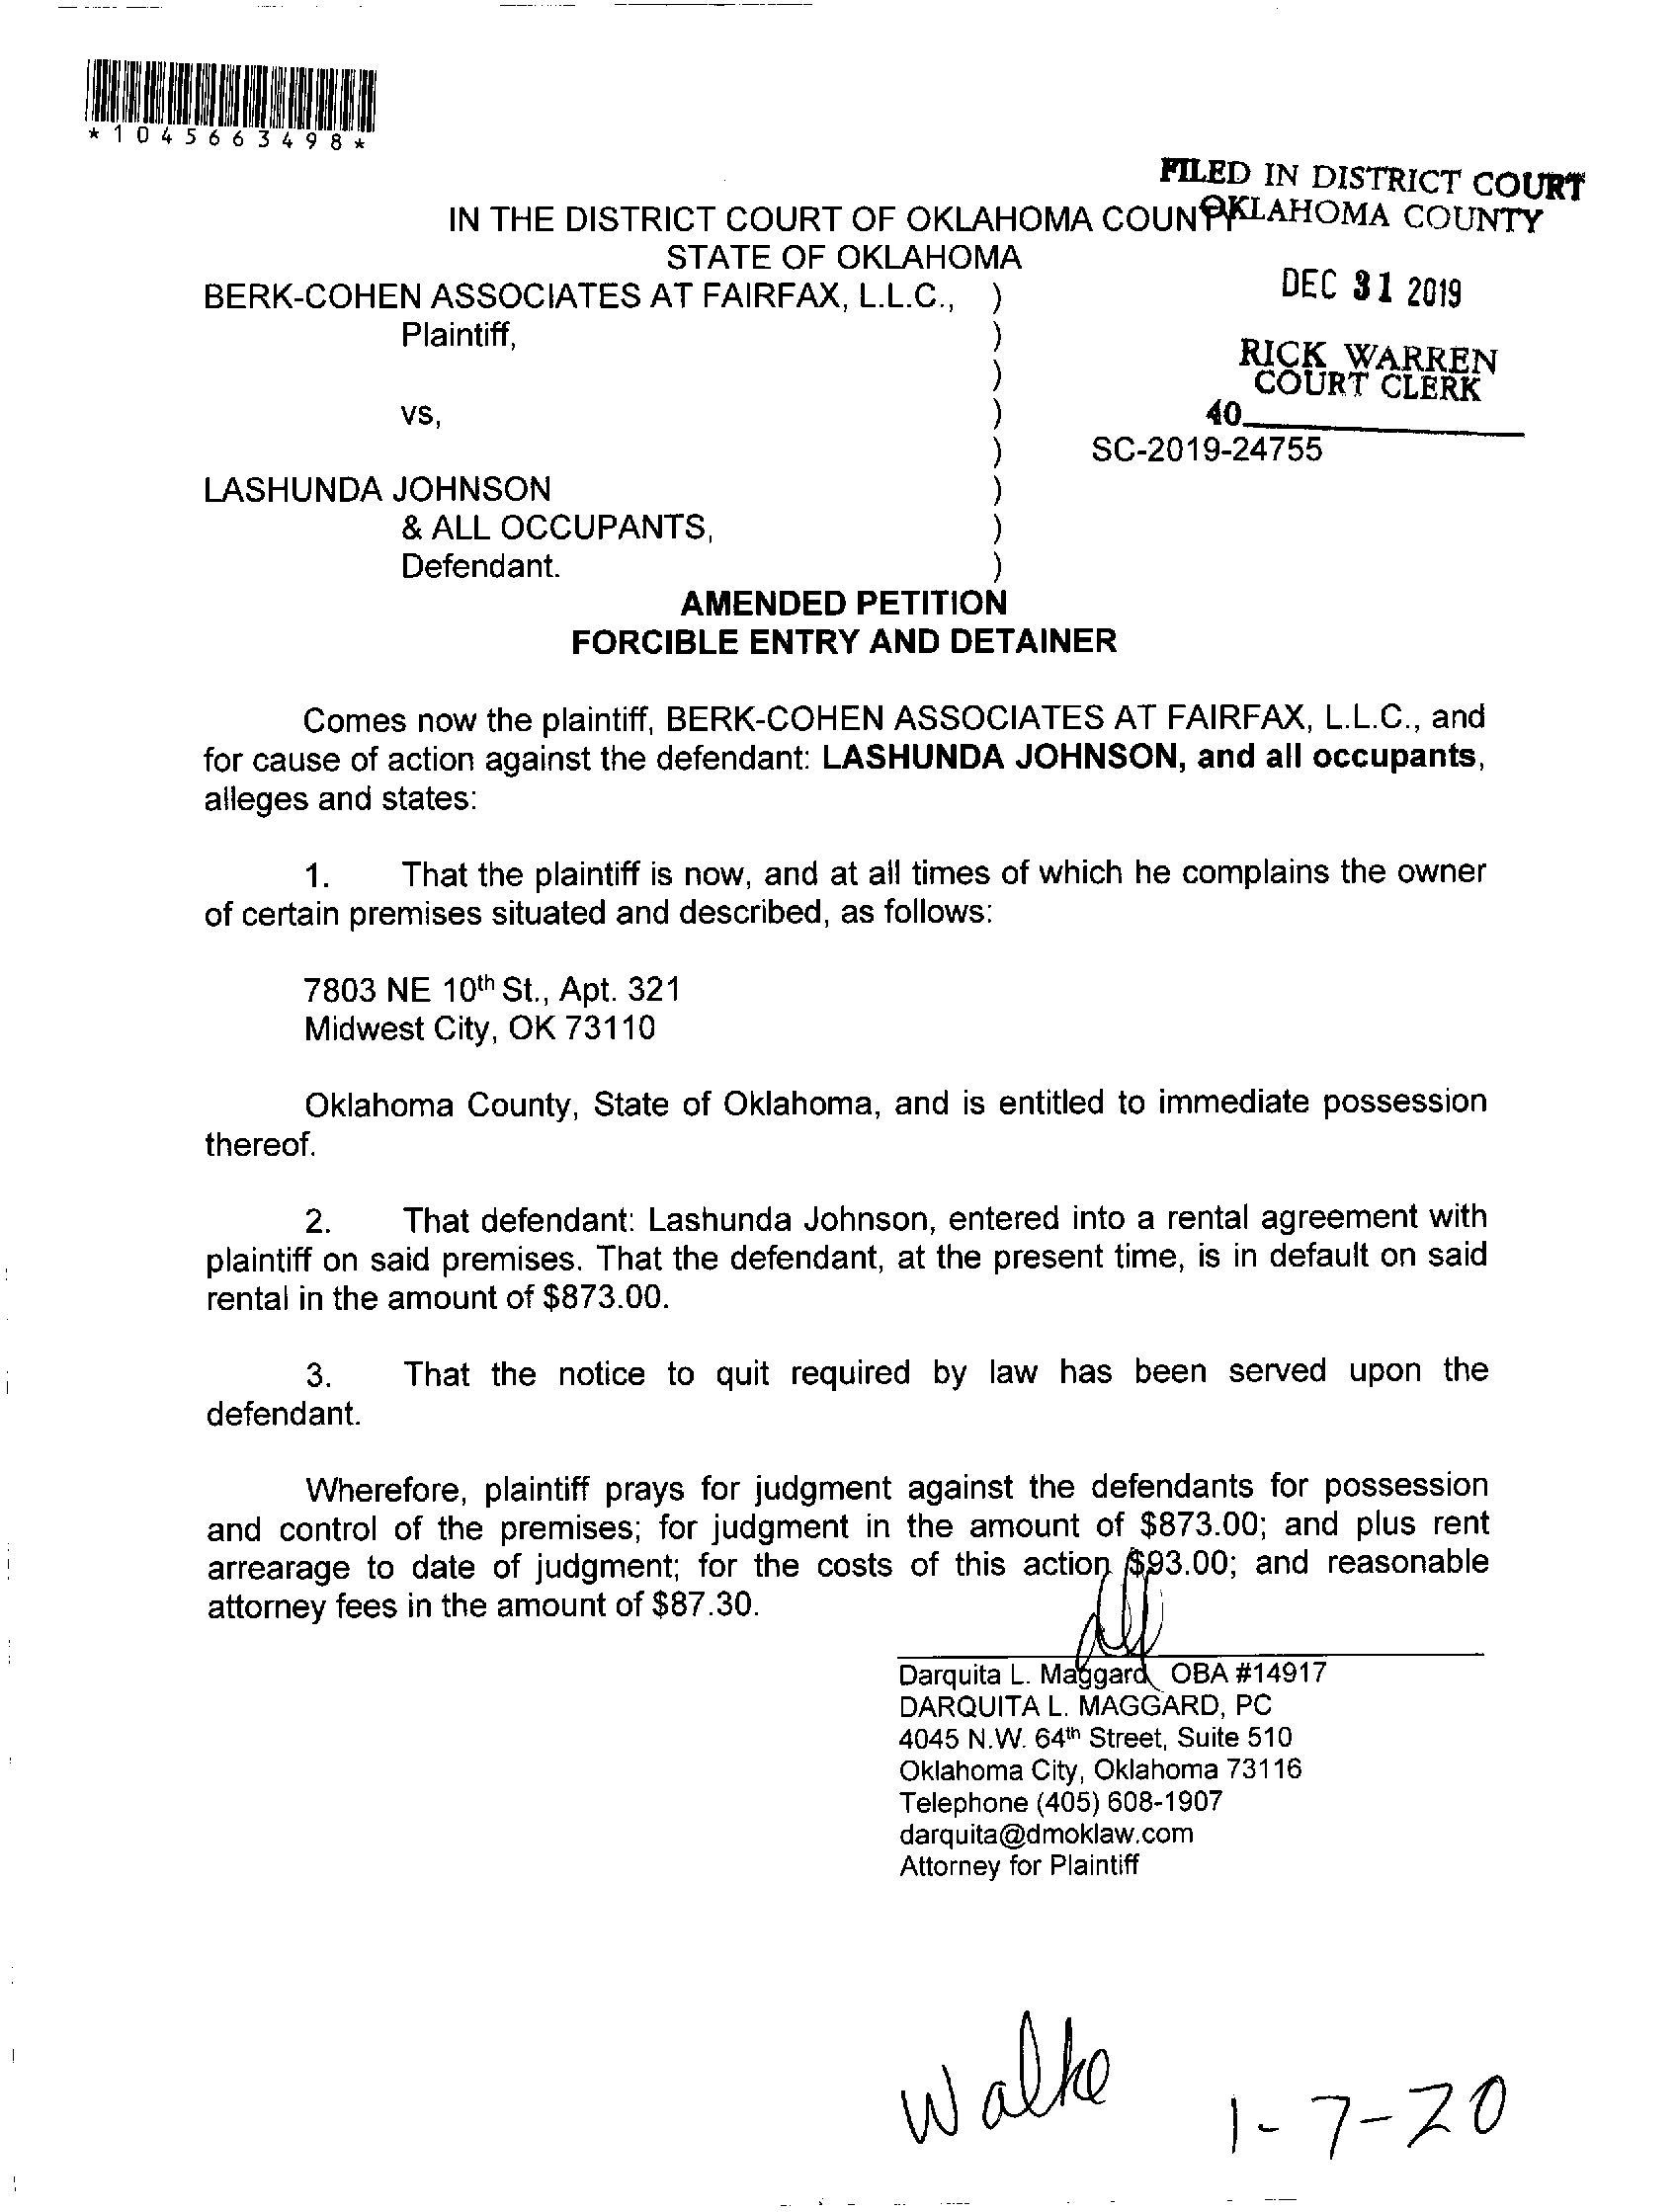 *1045663498*
FILED IN DISTRICT COURT
OKLAHOMA COUNTY
IN THE DISTRICT COURT OF OKLAHOMA COUNTY
STATE OF OKLAHOMA
DEC 31 2019
BERK-COHEN ASSOCIATES AT FAIRFAX, L.L.C., )
Plaintiff, )
RICK WARREN
COURT CLERK
)
vs, )
40
) SC-2019-24755
LASHUNDA JOHNSON )
& ALL OCCUPANTS, )
Defendant. )
AMENDED PETITION
FORCIBLE ENTRY AND DETAINER
Comes now the plaintiff, BERK-COHEN ASSOCIATES AT FAIRFAX, L.L.C., and
for cause of action against the defendant: LASHUNDA JOHNSON, and all occupants,
alleges and states:
1. That the plaintiff is now, and at all times of which he complains the owner
of certain premises situated and described, as follows:
7803 NE 10th St., Apt. 321
Midwest City, OK 73110
Oklahoma County, State of Oklahoma, and is entitled to immediate possession
thereof.
2. That defendant: Lashunda Johnson, entered into a rental agreement with
plaintiff on said premises. That the defendant, at the present time, is in default on said
rental in the amount of $873.00.
3. That the notice to quit required by law has been served upon the
defendant.
Wherefore, plaintiff prays for judgment against the defendants for possession
and control of the premises; for judgment in the amount of $873.00; and plus rent
arrearage to date of judgment; for the costs of this action $93.00; and reasonable
attorney fees in the amount of $87.30.
Darquita L. Maggard OBA #14917
DARQUITA L. MAGGARD, PC
4045 N.W. 64th Street, Suite 510
Oklahoma City, Oklahoma 73116
Telephone (405) 608-1907
darquita@dmoklaw.com
Attorney for Plaintiff
Walke 1-7-20